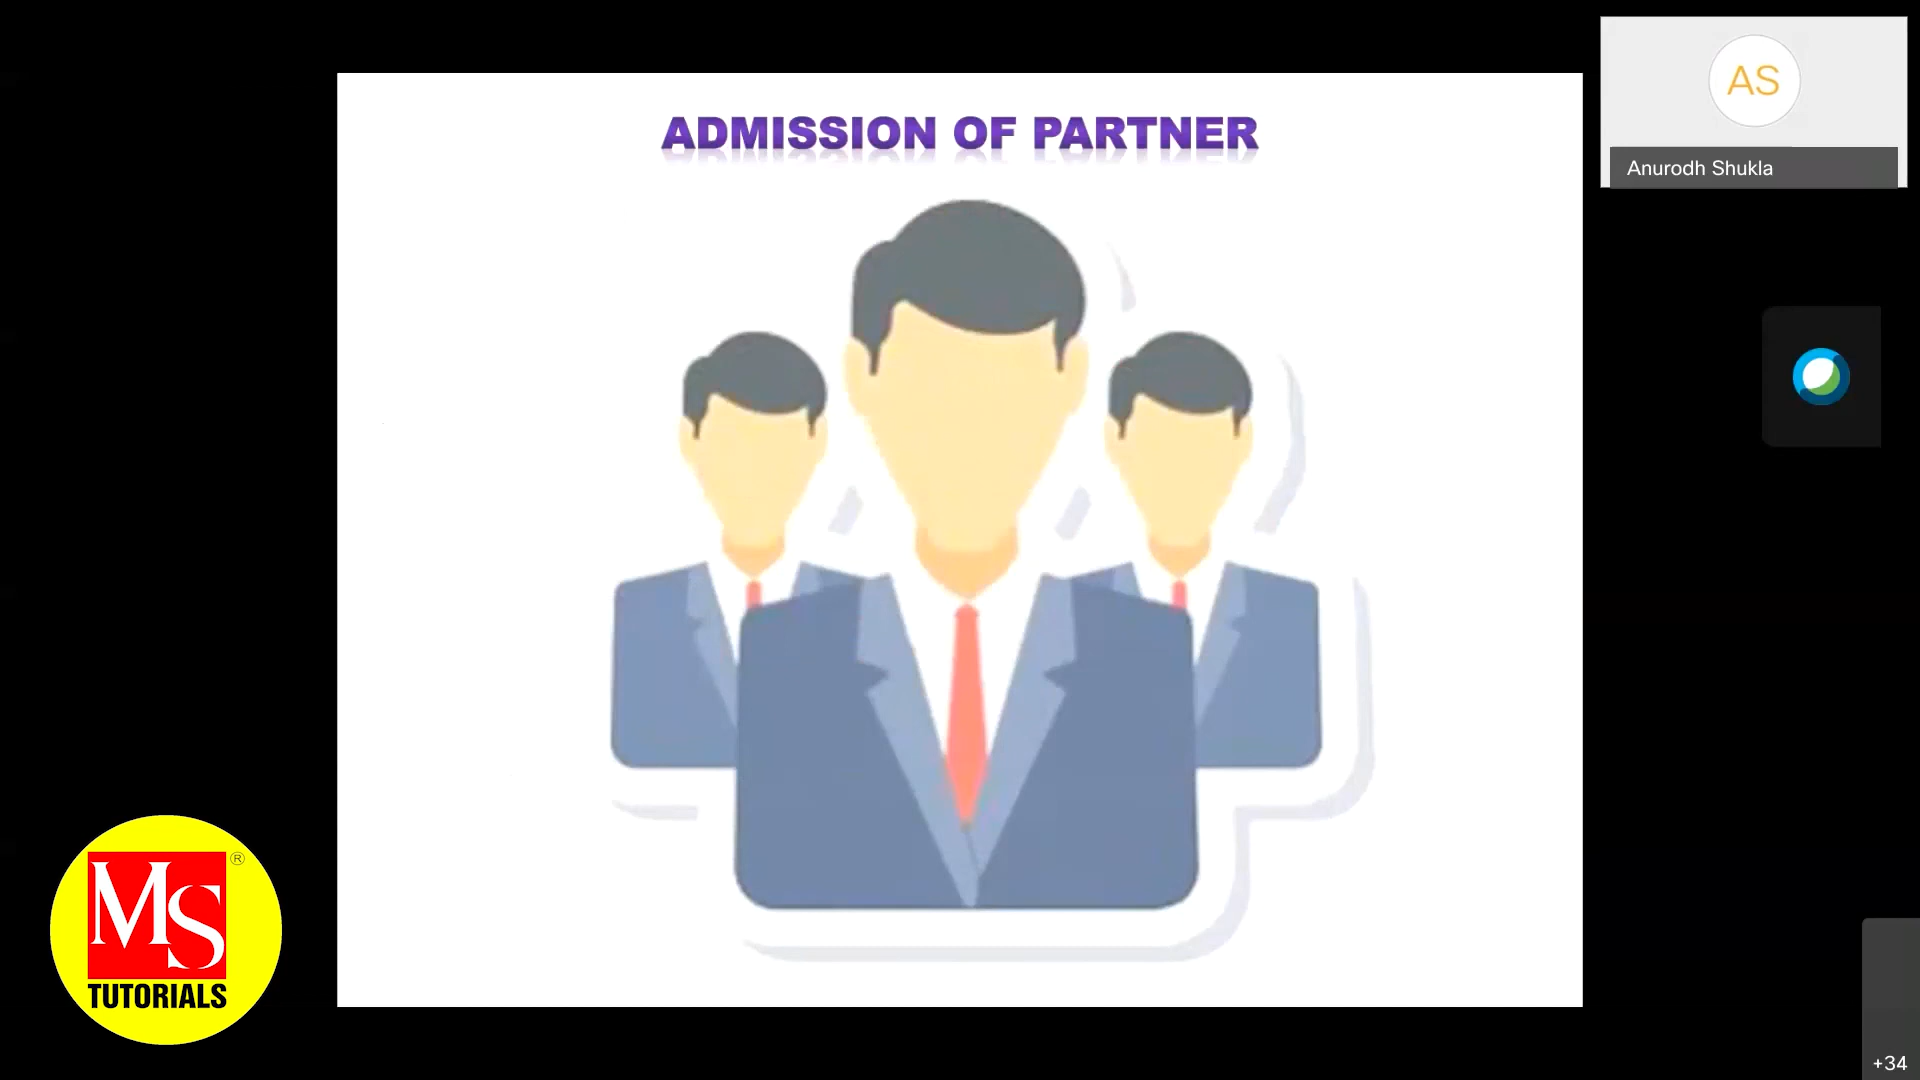 ADMISSION OF PARTNER
AS
Anurodh Shukla
MS®
TUTORIALS
+34